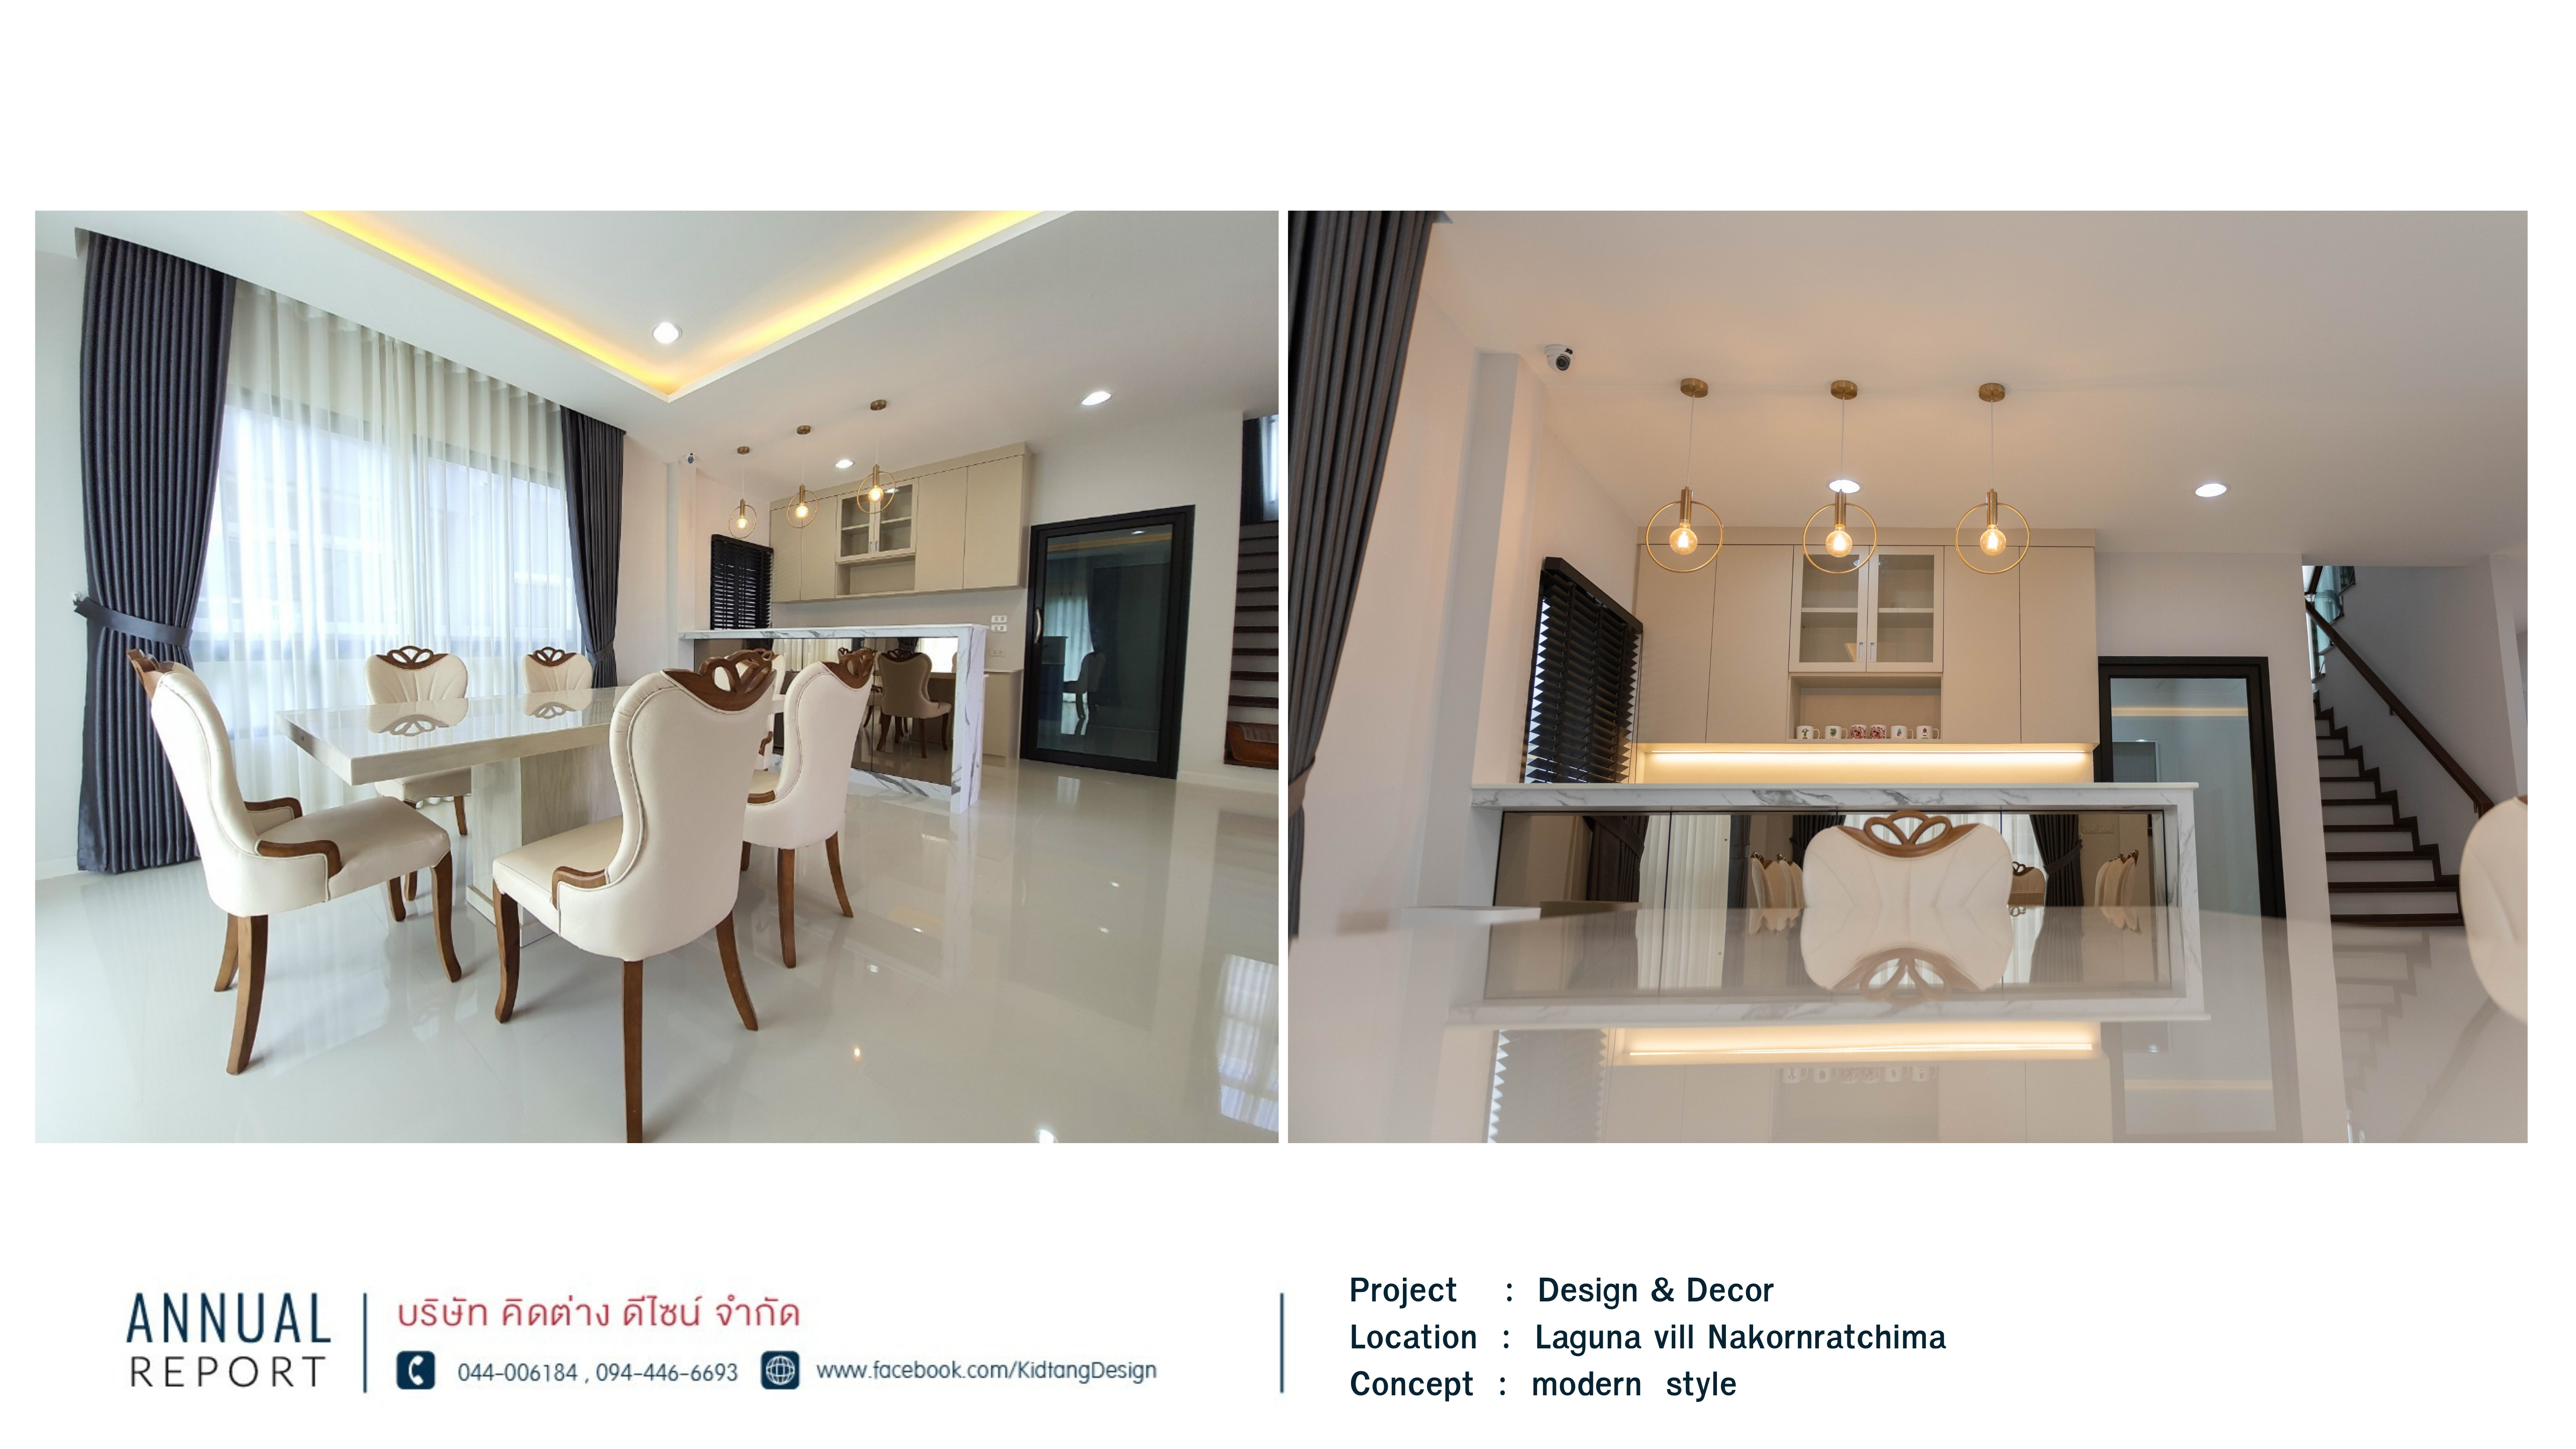 ANNUAL
REPORT
บริษัท คิดต่าง ดีไซน์ จำกัด
044-006184 , 094-446-6693 www.facebook.com/KidtangDesign
Project : Design & Decor
Location : Laguna vill Nakornratchima
Concept : modern style